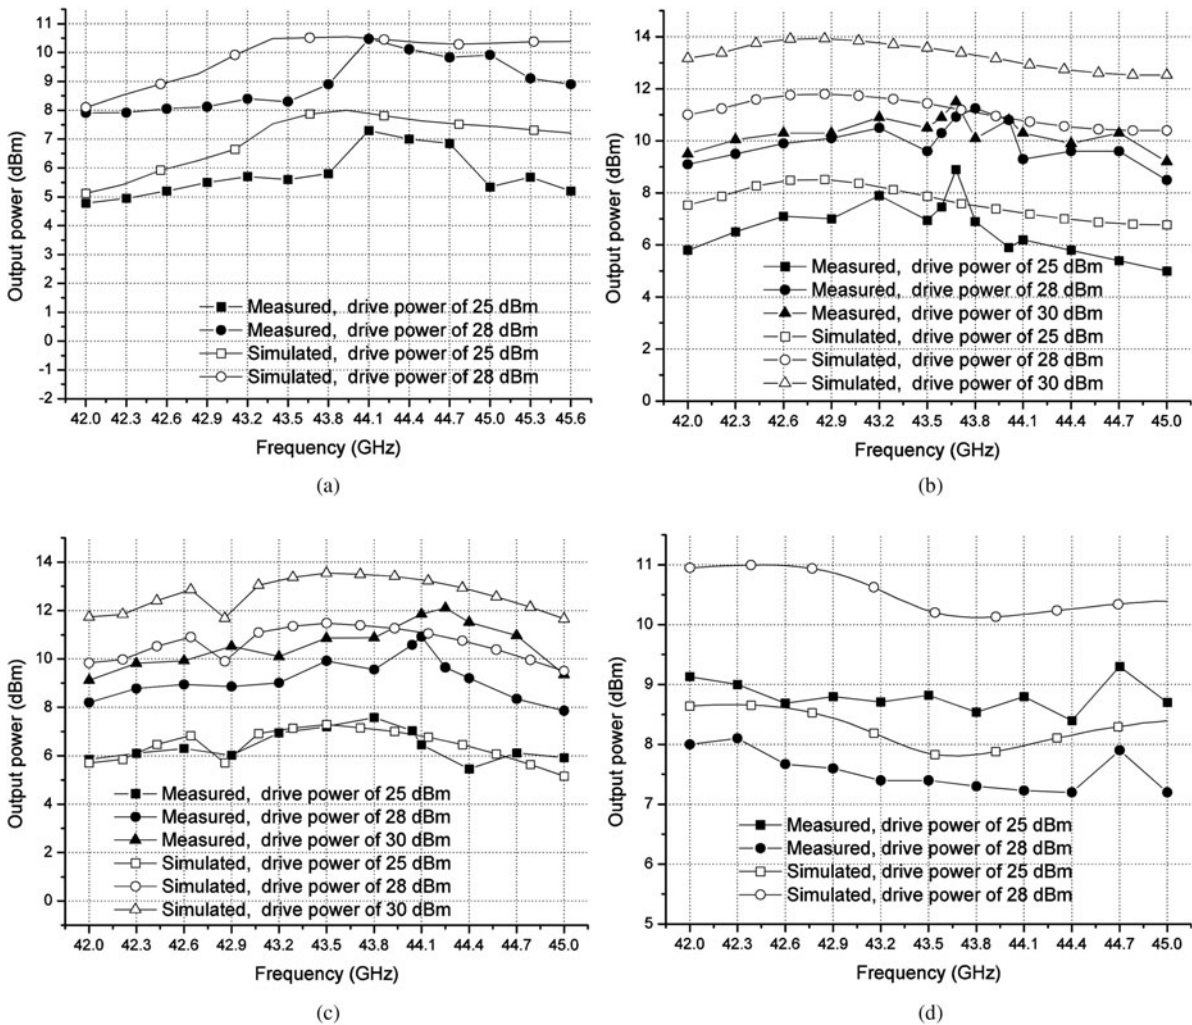 11
10
9
8
7
6
5
4
3
2
1
0
-1
-2
Output power (dBm)
Measured, drive power of 25 dBm
Measured, drive power of 28 dBm
Simulated, drive power of 25 dBm
Simulated, drive power of 28 dBm
42.0 42.3 42.6 42.9 43.2 43.5 43.8 44.1 44.4 44.7 45.0 45.3 45.6
Frequency (GHz)
(a)
14
12
10
8
6
4
2
0
Output power (dBm)
Measured, drive power of 25 dBm
Measured, drive power of 28 dBm
Measured, drive power of 30 dBm
Simulated, drive power of 25 dBm
Simulated, drive power of 28 dBm
Simulated, drive power of 30 dBm
42.0 42.3 42.6 42.9 43.2 43.5 43.8 44.1 44.4 44.7 45.0
Frequency (GHz)
(b)
14
12
10
8
6
4
2
0
Output power (dBm)
Measured, drive power of 25 dBm
Measured, drive power of 28 dBm
Measured, drive power of 30 dBm
Simulated, drive power of 25 dBm
Simulated, drive power of 28 dBm
Simulated, drive power of 30 dBm
42.0 42.3 42.6 42.9 43.2 43.5 43.8 44.1 44.4 44.7 45.0
Frequency (GHz)
(c)
11
10
9
8
7
6
5
Output power (dBm)
Measured, drive power of 25 dBm
Measured, drive power of 28 dBm
Simulated, drive power of 25 dBm
Simulated, drive power of 28 dBm
42.0 42.3 42.6 42.9 43.2 43.5 43.8 44.1 44.4 44.7 45.0
Frequency (GHz)
(d)